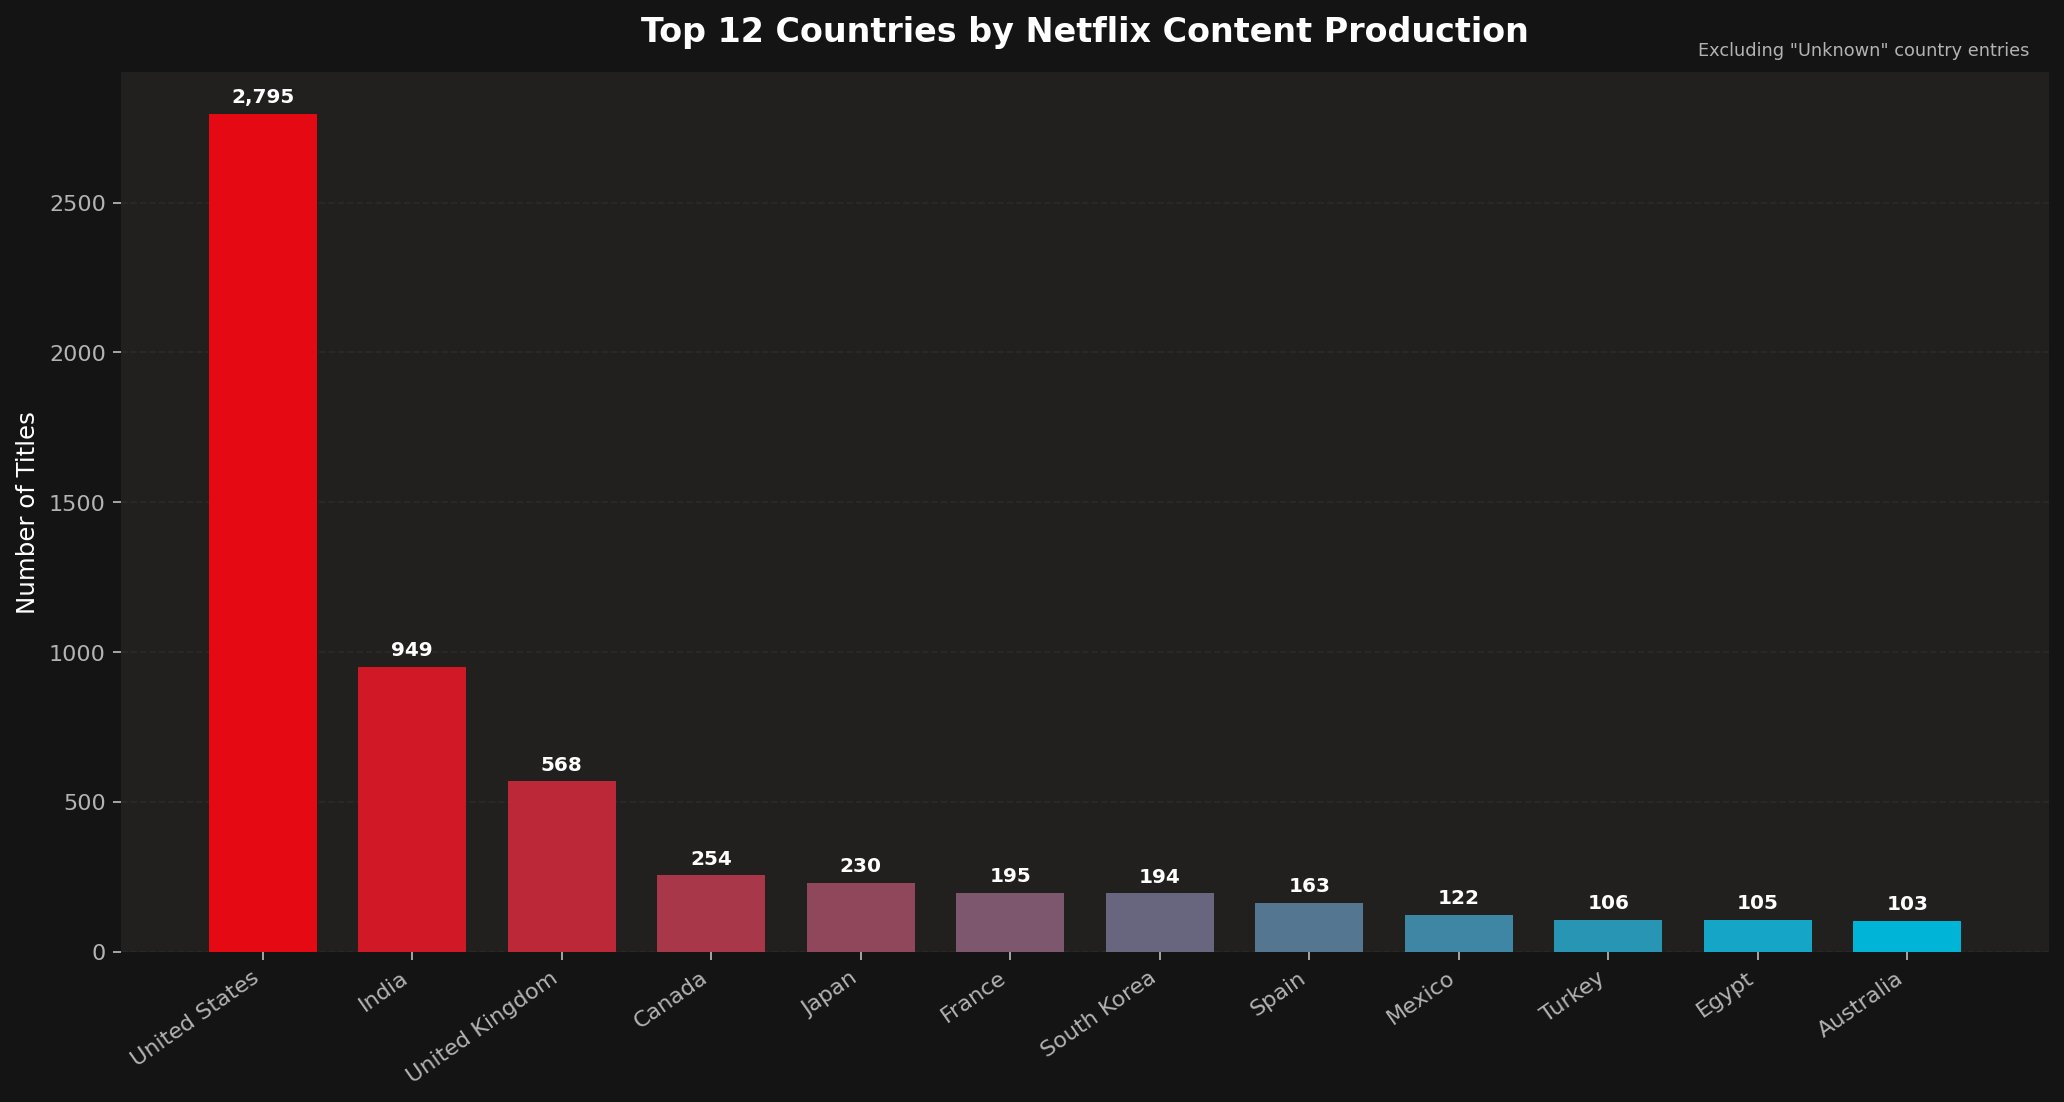 Top 12 Countries by Netflix Content Production
Excluding "Unknown" country entries
Number of Titles
2500
2000
1500
1000
500
0
2,795
949
568
254
230
195
194
163
122
106
105
103
United States
India
United Kingdom
Canada
Japan
France
South Korea
Spain
Mexico
Turkey
Egypt
Australia